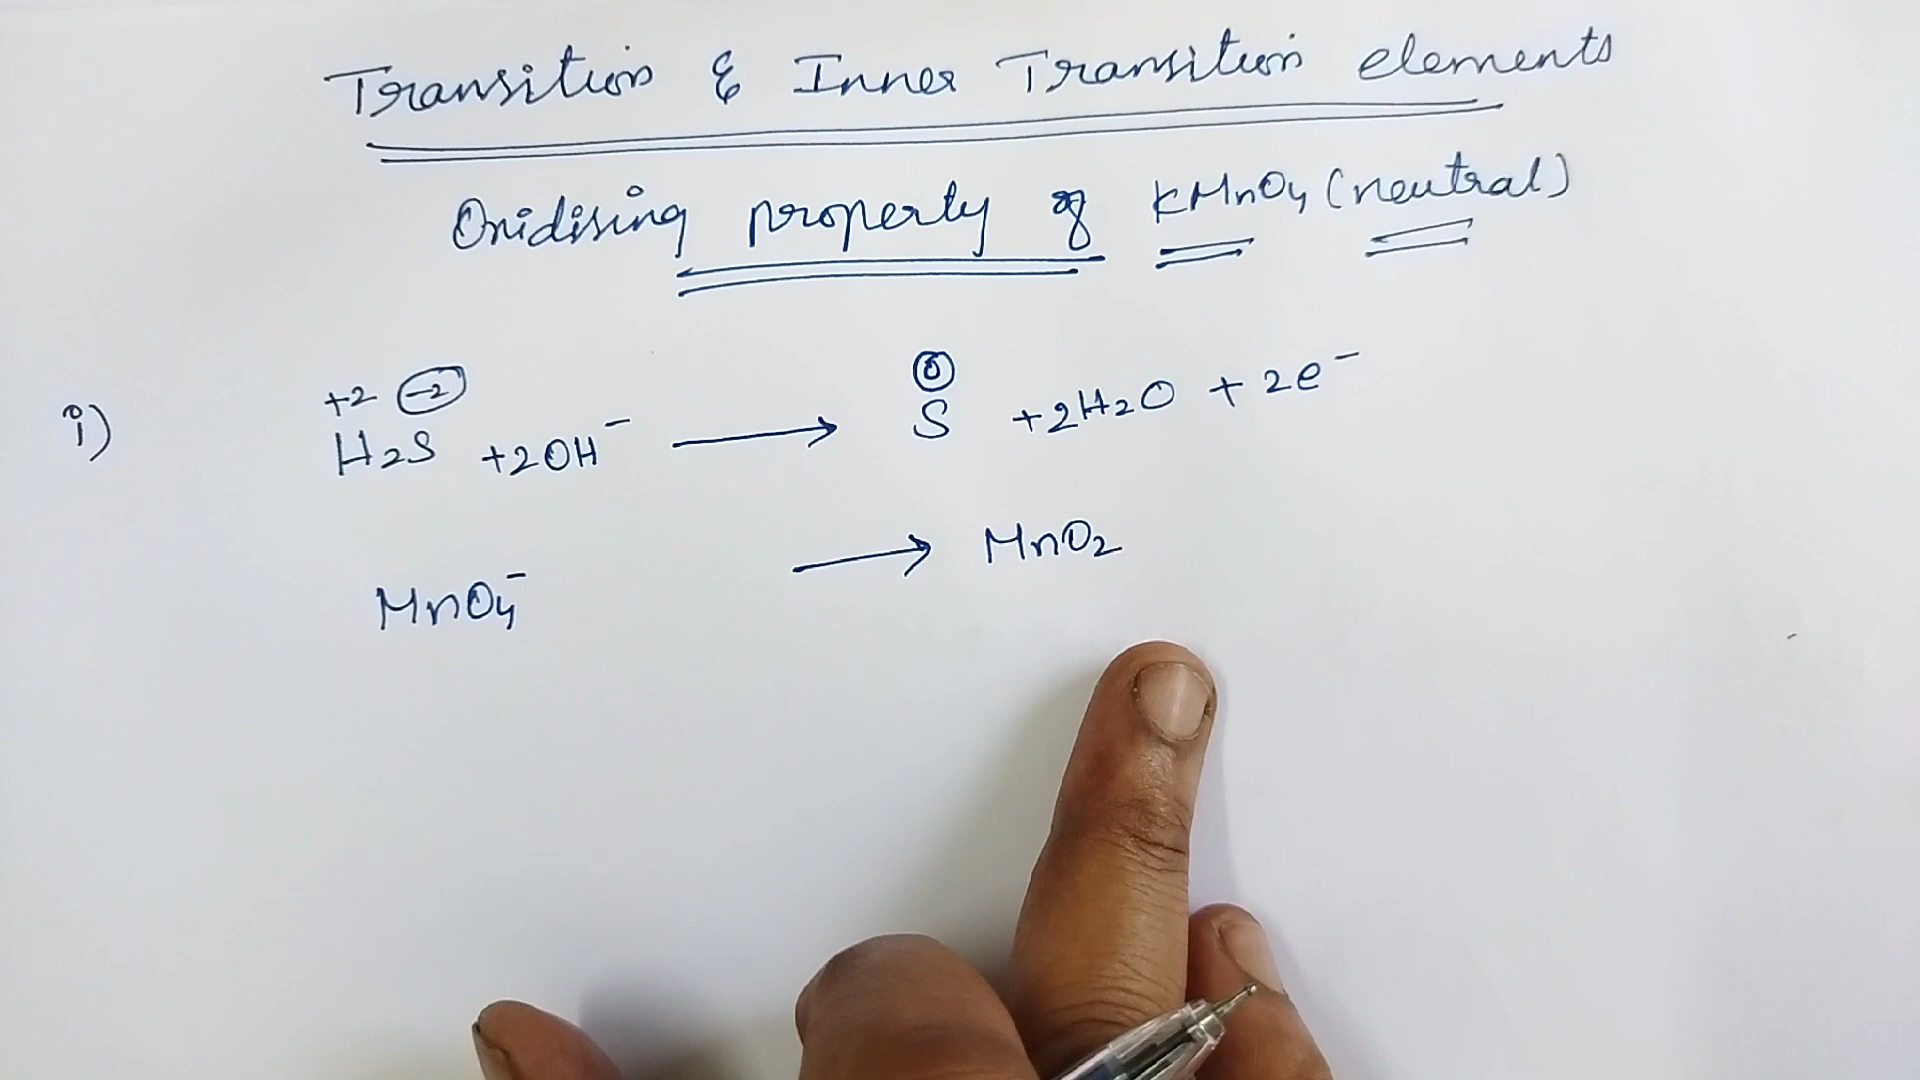 Transition & Inner Transition elements
Oxidising property of KMnO4 (neutral)
+2 -2 0
i) H2S + 2OH⁻ ⟶ S + 2H2O + 2e⁻
MnO4⁻ ⟶ MnO2